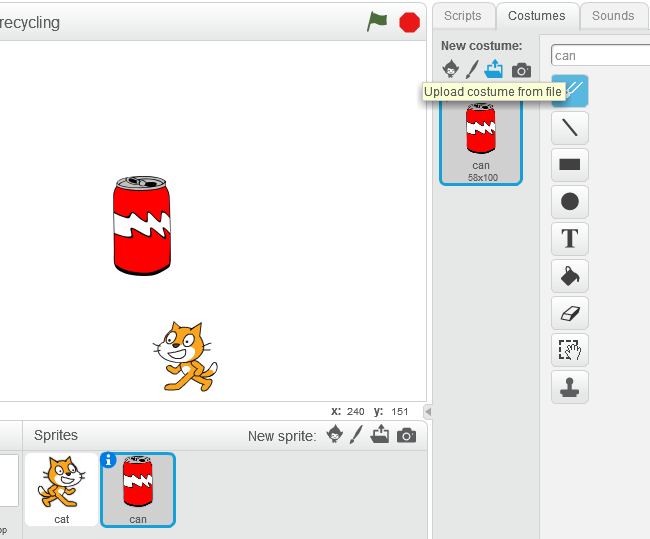 recycling
Scripts
Costumes
Sounds
New costume:
can
Upload costume from file
can
58x100
T
x: 240 y: 151
Sprites
New sprite:
cat
can